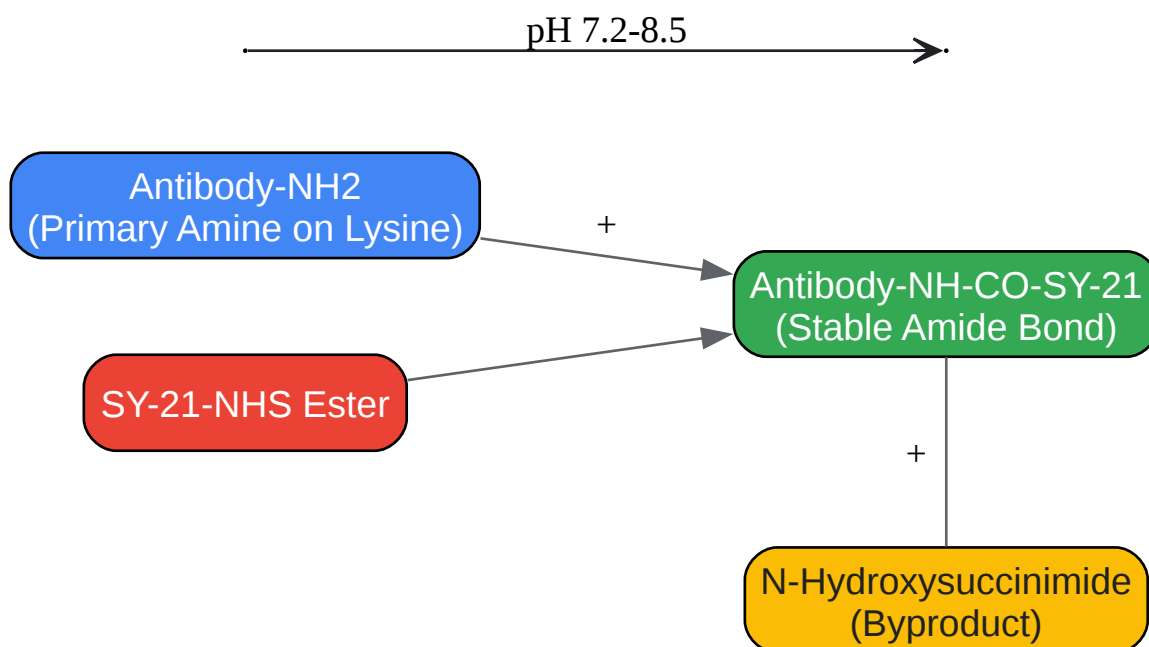 pH 7.2-8.5
Antibody-NH2
(Primary Amine on Lysine)
+
Antibody-NH-CO-SY-21
(Stable Amide Bond)
SY-21-NHS Ester
+
N-Hydroxysuccinimide
(Byproduct)